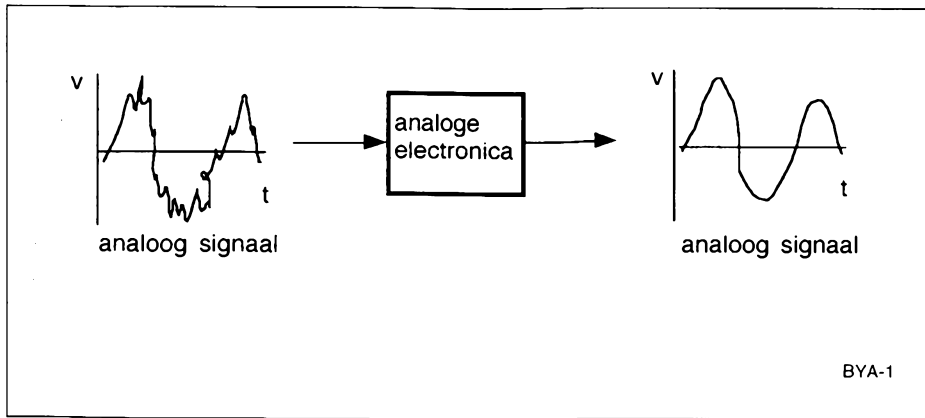 v
t
analoog signaal
analoge
electronica
v
t
analoog signaal
BYA-1